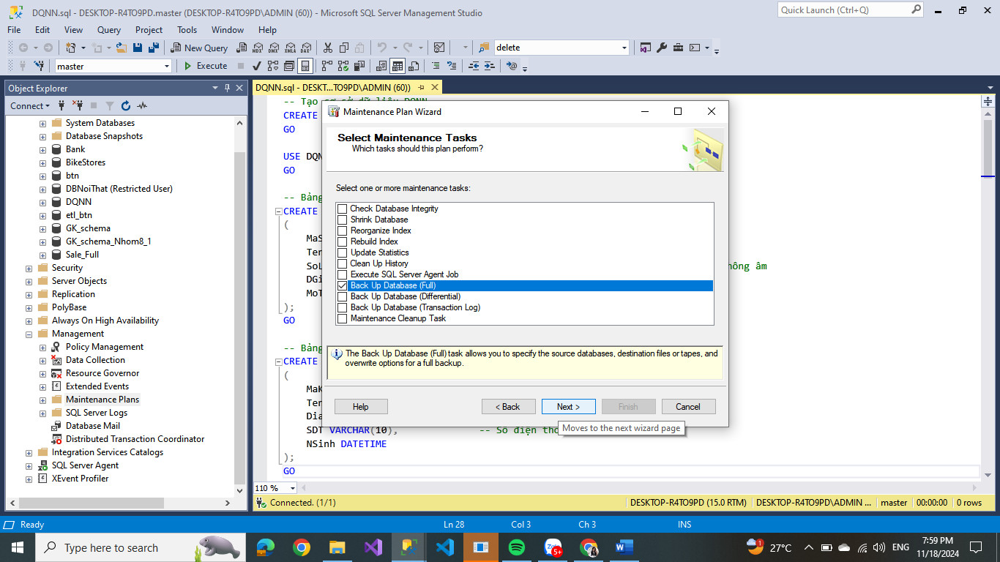 DQNN.sql - DESKTOP-R4TO9PD.master (DESKTOP-R4TO9PD\ADMIN (60)) - Microsoft SQL Server Management Studio
Quick Launch (Ctrl+Q)
File Edit View Query Project Tools Window Help
New Query
MDX DMX XMLA DAX
delete
master
Execute
Object Explorer
Connect
System Databases
Database Snapshots
Bank
BikeStores
btn
DBNoiThat (Restricted User)
DQNN
etl_btn
GK_schema
GK_schema_Nhom8_1
Sale_Full
Security
Server Objects
Replication
PolyBase
Always On High Availability
Management
Policy Management
Data Collection
Resource Governor
Extended Events
Maintenance Plans
SQL Server Logs
Database Mail
Distributed Transaction Coordinator
Integration Services Catalogs
SQL Server Agent
XEvent Profiler
DQNN.sql - DESKT...TO9PD\ADMIN (60))
-- Tạo cơ sở dữ liệu DQNN
CREATE
GO
USE DQN
GO
-- Bảng
CREATE
(
MaS
Ten
SoL
hông âm
DGi
MoT
);
GO
-- Bảng
CREATE
(
MaK
Ten
Dia
SDT VARCHAR(10), -- Số điện tho
NSinh DATETIME
);
GO
Maintenance Plan Wizard
Select Maintenance Tasks
Which tasks should this plan perform?
Select one or more maintenance tasks:
Check Database Integrity
Shrink Database
Reorganize Index
Rebuild Index
Update Statistics
Clean Up History
Execute SQL Server Agent Job
Back Up Database (Full)
Back Up Database (Differential)
Back Up Database (Transaction Log)
Maintenance Cleanup Task
The Back Up Database (Full) task allows you to specify the source databases, destination files or tapes, and
overwrite options for a full backup.
Help < Back Next > Finish Cancel
Moves to the next wizard page
110 %
Connected. (1/1)
DESKTOP-R4TO9PD (15.0 RTM) DESKTOP-R4TO9PD\ADMIN ... master 00:00:00 0 rows
Ready
Ln 28 Col 3 Ch 3 INS
Type here to search
5+
1
27°C
ENG
7:59 PM
11/18/2024